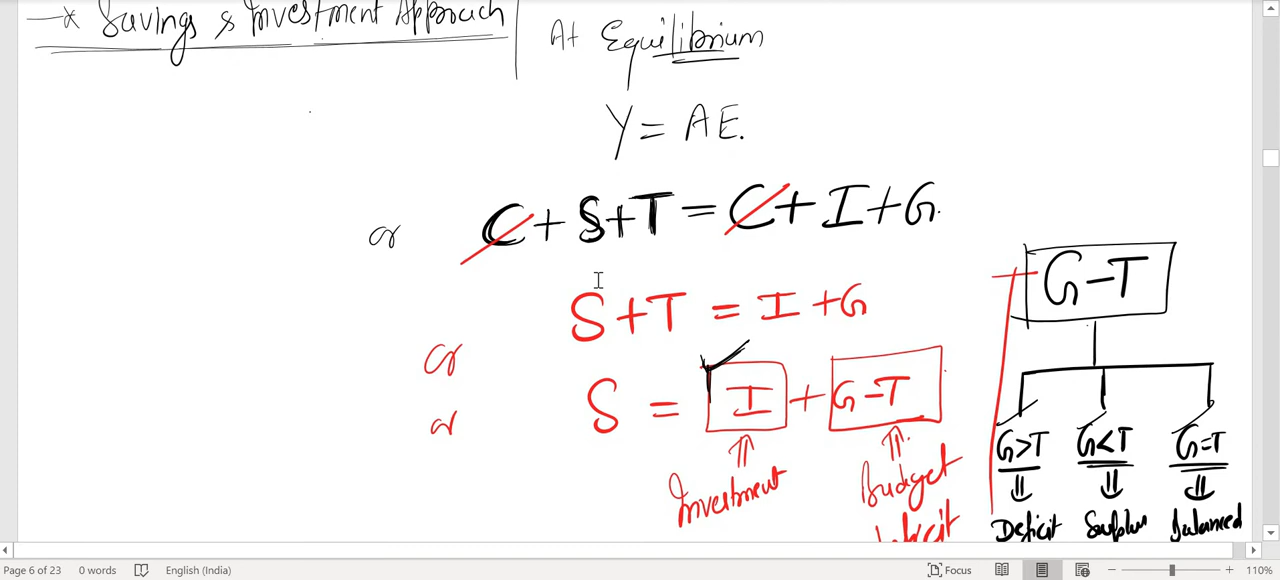 * Savings & Investment Approach
At Equilibrium
Y = AE.
or C + S + T = C + I + G.
S + T = I + G
or
or S = I + G - T
Investment
Budget
G - T
G>T G<T G=T
Deficit Surplus Balanced
Page 6 of 23 0 words English (India) Focus 110%